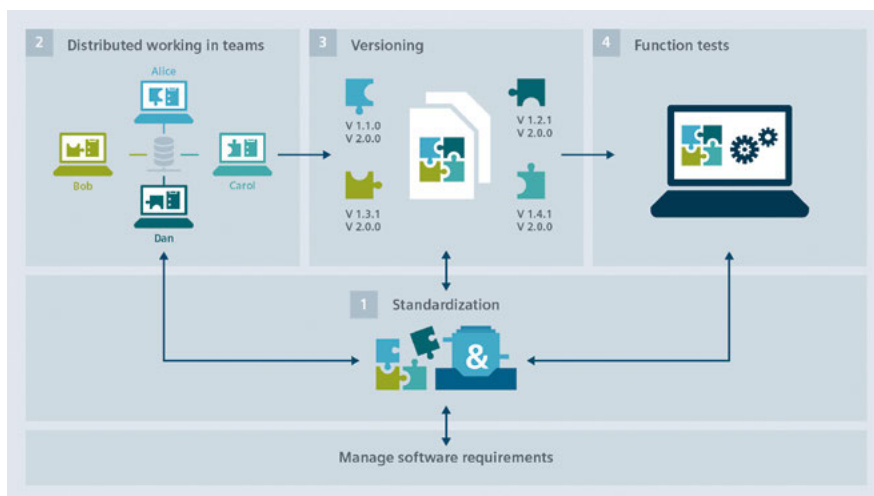 2 Distributed working in teams
Alice
Bob
Carol
Dan
3 Versioning
V 1.1.0
V 2.0.0
V 1.2.1
V 2.0.0
V 1.3.1
V 2.0.0
V 1.4.1
V 2.0.0
4 Function tests
1 Standardization
&
Manage software requirements